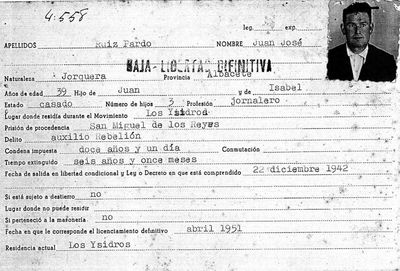 4.558
leg. exp.
APELLIDOS Ruiz Pardo NOMBRE Juan José
BAJA-LIBERTAD DEFINITIVA
Naturaleza Jorquera Provincia Albacete
Años de edad 39 Hijo de Juan y de Isabel
Estado casado Número de hijos 3 Profesión jornalero
Lugar donde residía durante el Movimiento Los Ysidros
Prisión de procedencia San Miguel de los Reyes
Delito auxilio Rebelión
Condena impuesta doce años y un día Conmutación
Tiempo extinguido seis años y once meses
Fecha de salida en libertad condicional y Ley o Decreto en que está comprendido 22 diciembre 1942
Si está sujeto a destierro no
Lugar donde no puede residir
Si perteneció a la masonería no
Fecha en que le corresponde el licenciamiento definitivo abril 1951
Residencia actual Los Ysidros